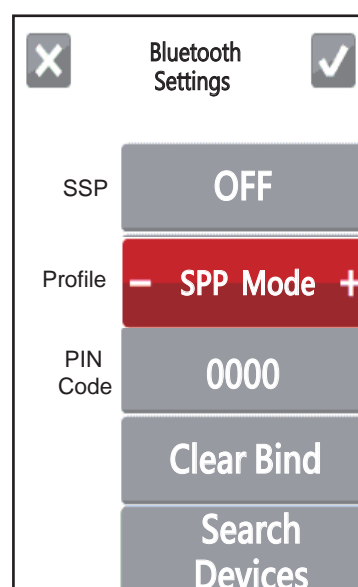 Bluetooth
Settings
SSP OFF
Profile - SPP Mode +
PIN
Code 0000
Clear Bind
Search
Devices